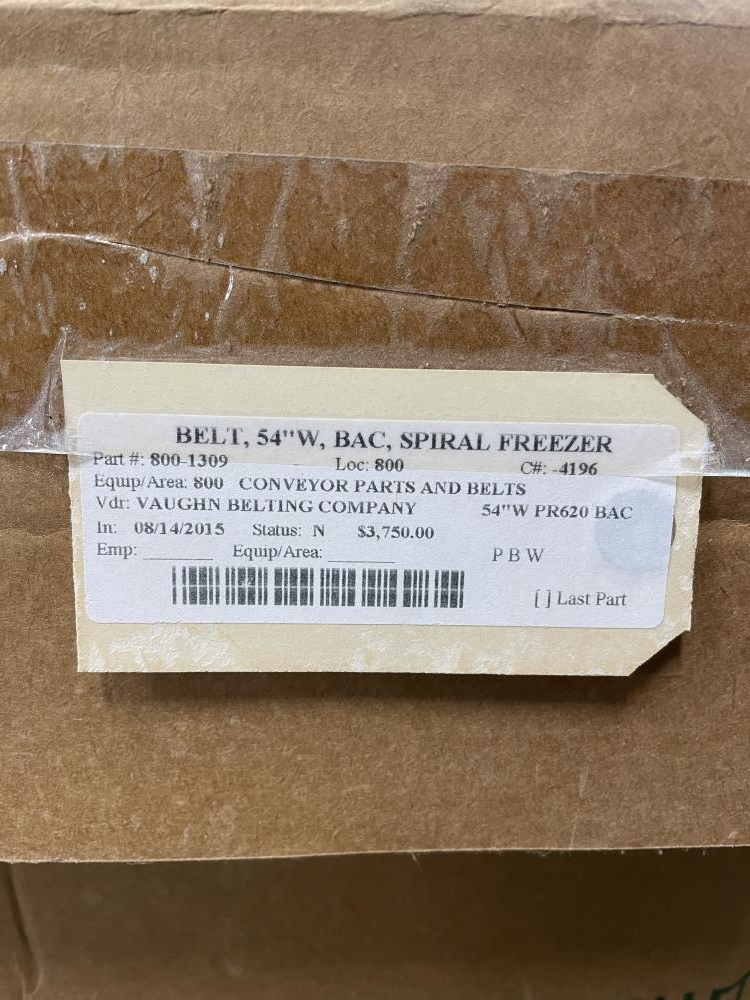 BELT, 54"W, BAC, SPIRAL FREEZER
Part #: 800-1309 Loc: 800 C#: -4196
Equip/Area: 800 CONVEYOR PARTS AND BELTS
Vdr: VAUGHN BELTING COMPANY 54"W PR620 BAC
In: 08/14/2015 Status: N $3,750.00
Emp: ________ Equip/Area: ________ P B W
[ ] Last Part